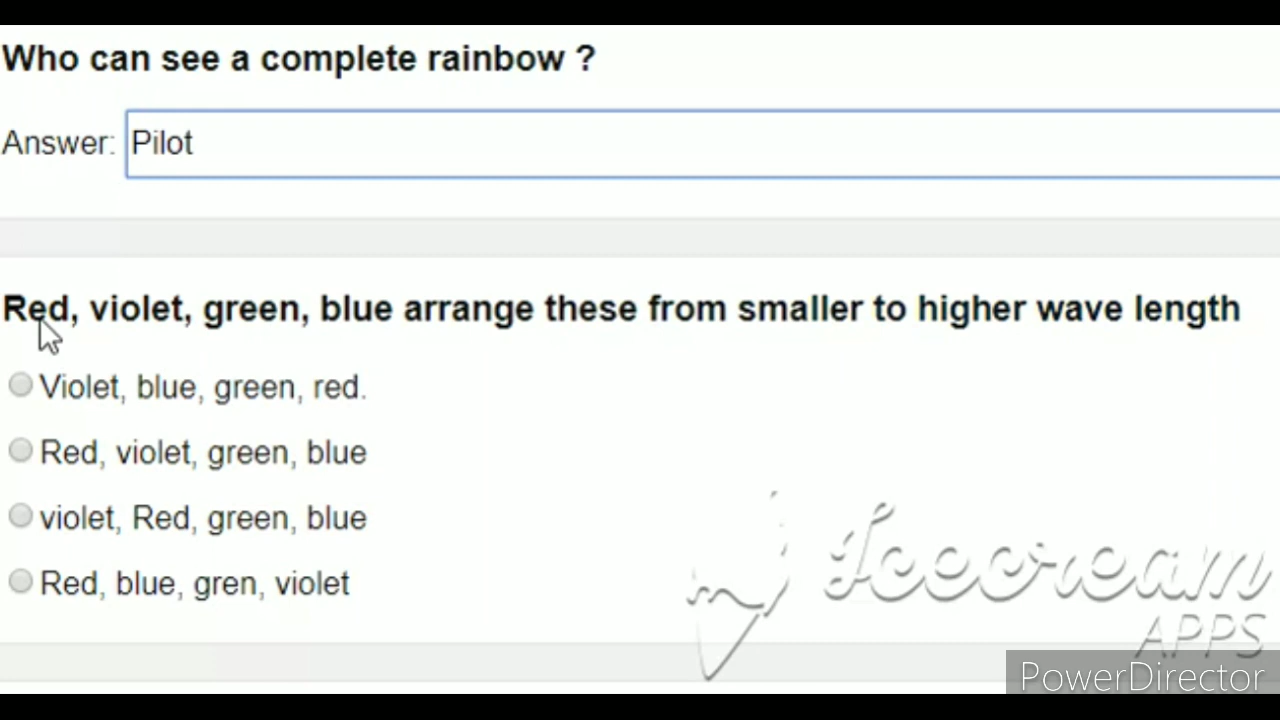 Who can see a complete rainbow ?
Answer: Pilot
Red, violet, green, blue arrange these from smaller to higher wave length
Violet, blue, green, red.
Red, violet, green, blue
violet, Red, green, blue
Red, blue, gren, violet
Icecream
APPS
PowerDirector